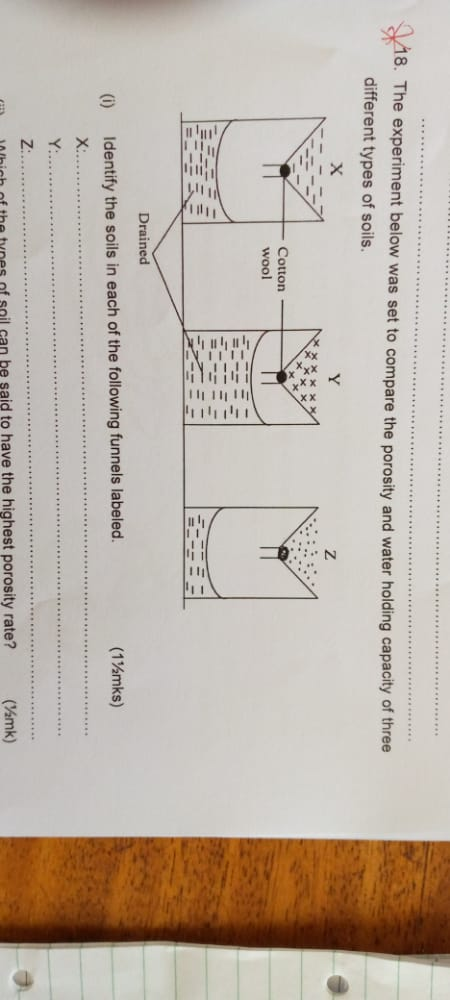 18. The experiment below was set to compare the porosity and water holding capacity of three
different types of soils.
X
Y
Z
Cotton
wool
Drained
(i) Identify the soils in each of the following funnels labeled. (1½mks)
X:
Y:
Z:
(ii) Which of the types of soil can be said to have the highest porosity rate? (½mk)